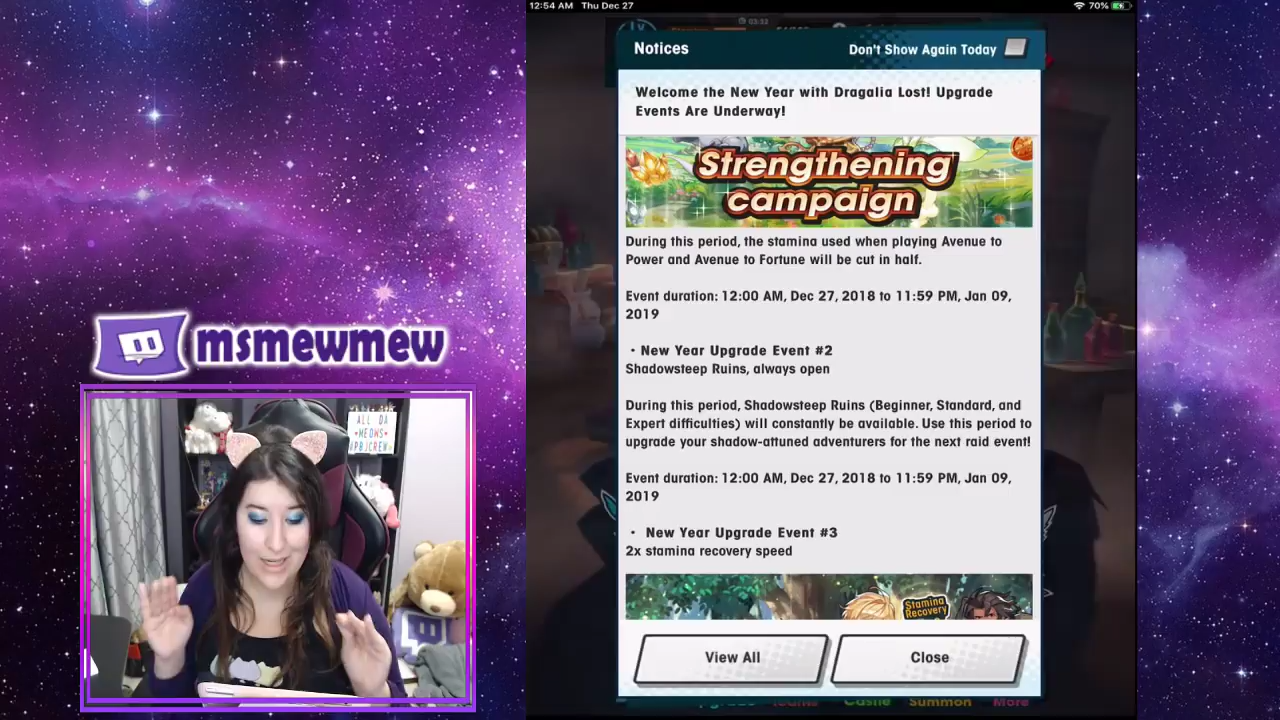 12:54 AM Thu Dec 27
70%
03:32
Notices
Don't Show Again Today
Welcome the New Year with Dragalia Lost! Upgrade
Events Are Underway!
Strengthening
campaign
During this period, the stamina used when playing Avenue to
Power and Avenue to Fortune will be cut in half.
Event duration: 12:00 AM, Dec 27, 2018 to 11:59 PM, Jan 09,
2019
・New Year Upgrade Event #2
Shadowsteep Ruins, always open
During this period, Shadowsteep Ruins (Beginner, Standard, and
Expert difficulties) will constantly be available. Use this period to
upgrade your shadow-attuned adventurers for the next raid event!
Event duration: 12:00 AM, Dec 27, 2018 to 11:59 PM, Jan 09,
2019
・ New Year Upgrade Event #3
2x stamina recovery speed
Stamina
Recovery
View All
Close
Castle Summon More
msmewmew
ALL DA
MEOWS
#PBJCREW